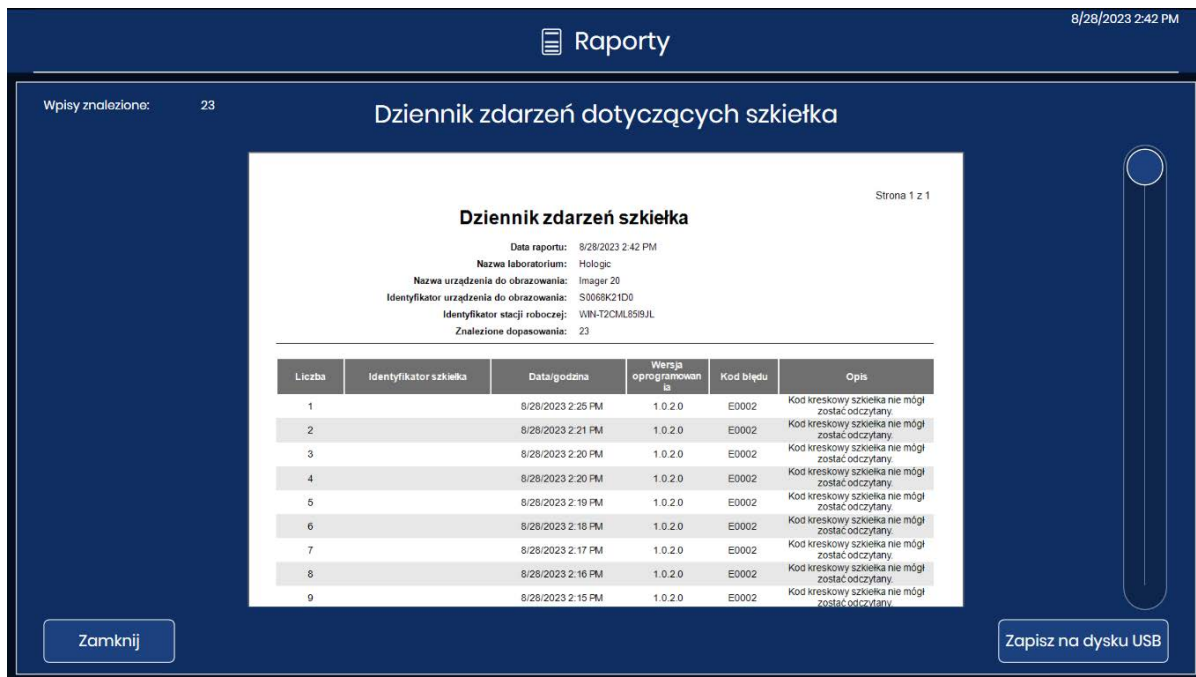 8/28/2023 2:42 PM
Raporty
Wpisy znalezione: 23
Dziennik zdarzeń dotyczących szkiełka
Strona 1 z 1
Dziennik zdarzeń szkiełka
Data raportu: 8/28/2023 2:42 PM
Nazwa laboratorium: Hologic
Nazwa urządzenia do obrazowania: Imager 20
Identyfikator urządzenia do obrazowania: S0068K21D0
Identyfikator stacji roboczej: WIN-T2CML85I9JL
Znalezione dopasowania: 23
Liczba Identyfikator szkiełka Data/godzina Wersja oprogramowania Kod błędu Opis
1 8/28/2023 2:25 PM 1.0.2.0 E0002 Kod kreskowy szkiełka nie mógł zostać odczytany.
2 8/28/2023 2:21 PM 1.0.2.0 E0002 Kod kreskowy szkiełka nie mógł zostać odczytany.
3 8/28/2023 2:20 PM 1.0.2.0 E0002 Kod kreskowy szkiełka nie mógł zostać odczytany.
4 8/28/2023 2:20 PM 1.0.2.0 E0002 Kod kreskowy szkiełka nie mógł zostać odczytany.
5 8/28/2023 2:19 PM 1.0.2.0 E0002 Kod kreskowy szkiełka nie mógł zostać odczytany.
6 8/28/2023 2:18 PM 1.0.2.0 E0002 Kod kreskowy szkiełka nie mógł zostać odczytany.
7 8/28/2023 2:17 PM 1.0.2.0 E0002 Kod kreskowy szkiełka nie mógł zostać odczytany.
8 8/28/2023 2:16 PM 1.0.2.0 E0002 Kod kreskowy szkiełka nie mógł zostać odczytany.
9 8/28/2023 2:15 PM 1.0.2.0 E0002 Kod kreskowy szkiełka nie mógł zostać odczytany.
Zamknij
Zapisz na dysku USB